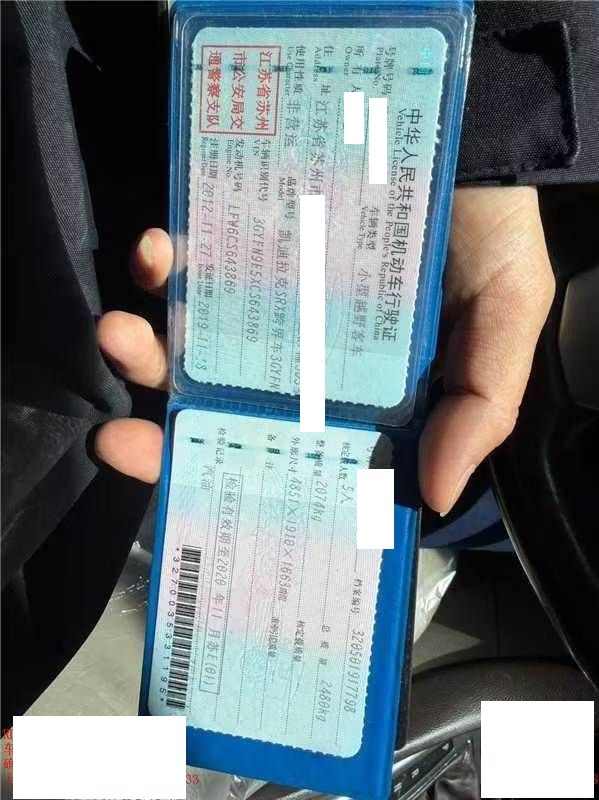 中华人民共和国机动车行驶证
Vehicle License of the People's Republic of China
号牌号码
Plate No.
车辆类型
Vehicle Type
小型越野客车
所有人
Owner
住 址
Address
江苏省苏州市
使用性质
Use Character
非营运
品牌型号
Model
凯迪拉克SRX跨界车3GYFN
江苏省苏州
市公安局交
通警察支队
车辆识别代号
VIN
3GYFN9E5XCS643869
发动机号码
Engine No.
LFW6CS643869
注册日期
Register Date
2012-11-27
发证日期
Issue Date
2019-11-18
档案编号
320501917798
核定载人数
5人
总 质 量
2480kg
整备质量
2074kg
核定载质量
外廓尺寸
4851×1910×1665mm
准牵引总质量
备 注
检验有效期至2020年11月苏E(01)
检验记录
汽油
*3270035331195*
33